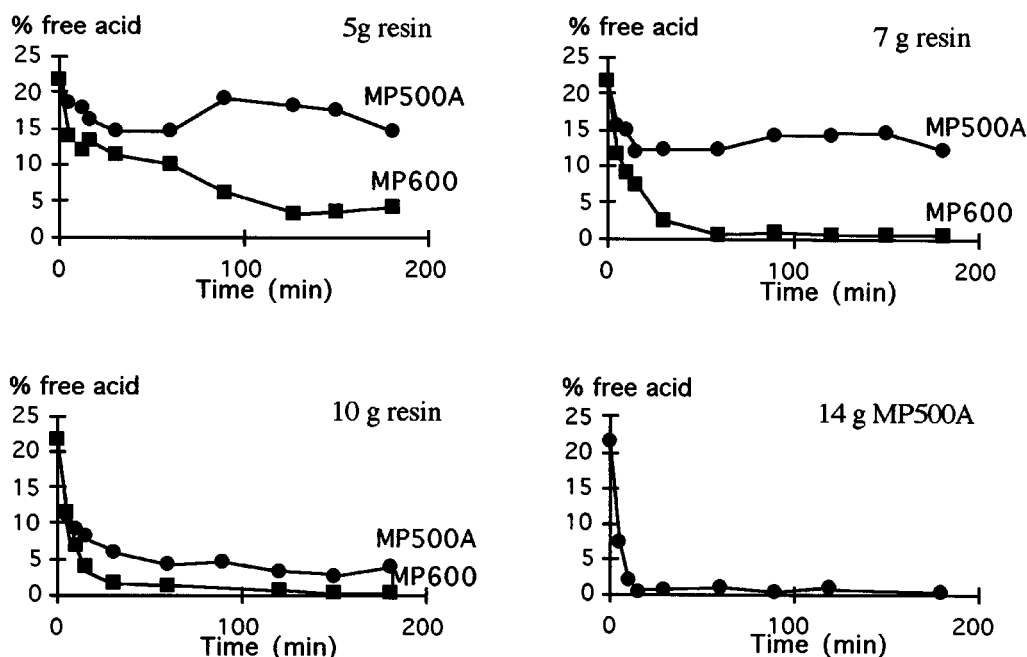 % free acid
5g resin
25
20
15
10
5
0
MP500A
MP600
0
100
200
Time (min)
% free acid
7 g resin
25
20
15
10
5
0
MP500A
MP600
0
100
200
Time (min)
% free acid
10 g resin
25
20
15
10
5
0
MP500A
MP600
0
100
200
Time (min)
% free acid
14 g MP500A
25
20
15
10
5
0
0
100
200
Time (min)